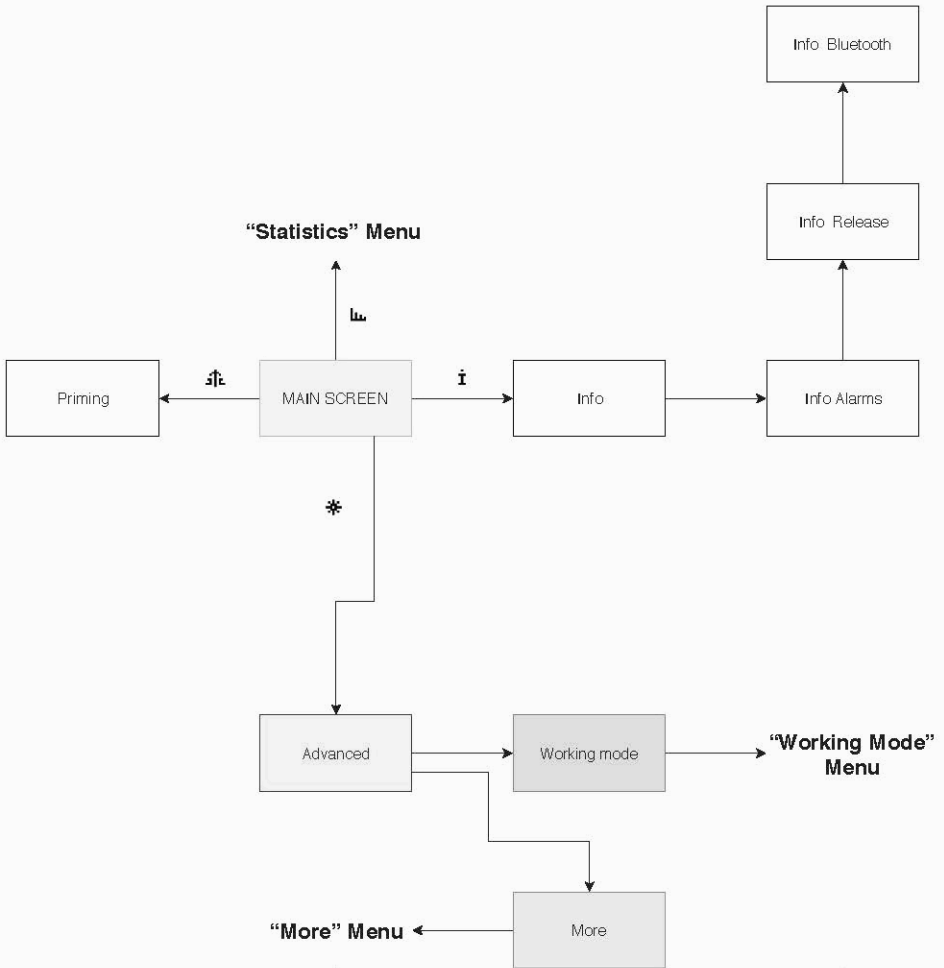 Info Bluetooth
Info Release
“Statistics” Menu
Priming
MAIN SCREEN
i
Info
Info Alarms
Advanced
Working mode
“Working Mode”
Menu
“More” Menu
More